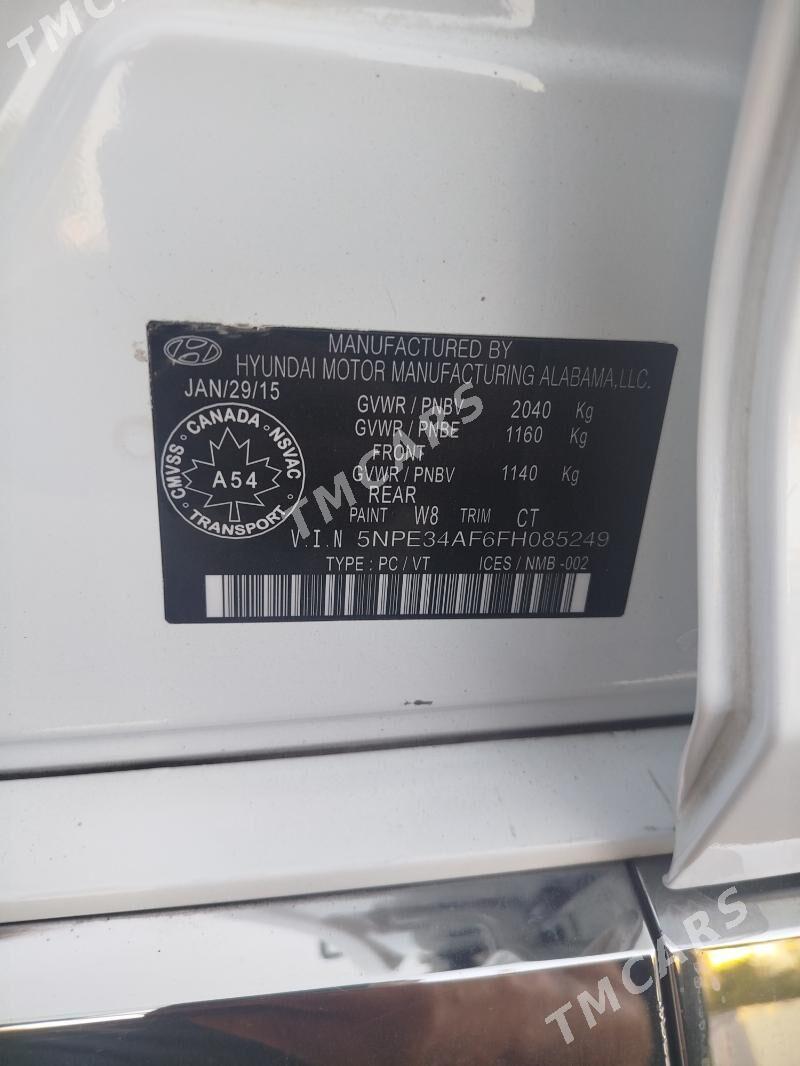 TMCARS
MANUFACTURED BY
HYUNDAI MOTOR MANUFACTURING ALABAMA, LLC.
JAN/29/15
GVWR / PNBV 2040 Kg
GVWR / PNBE 1160 Kg
FRONT
GVWR / PNBV 1140 Kg
REAR
CMVSS · CANADA · NSVAC
A54
TRANSPORT
PAINT W8 TRIM CT
V.I.N 5NPE34AF6FH085249
TYPE : PC / VT ICES / NMB -002
TMCARS
TMCARS